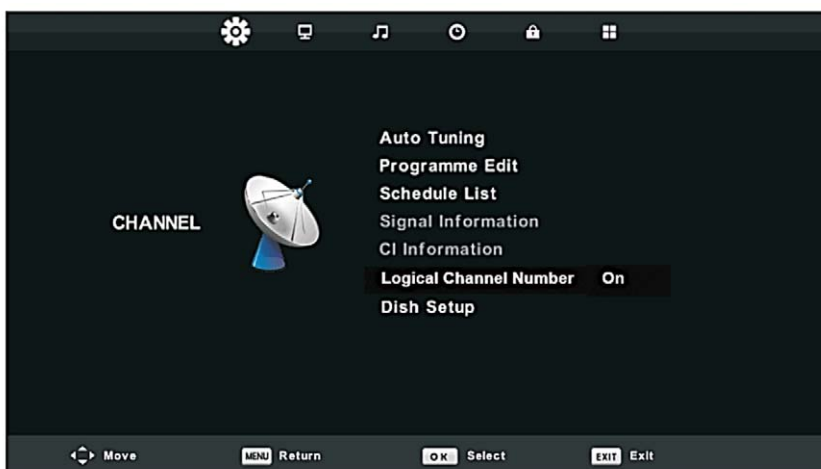 Auto Tuning
Programme Edit
Schedule List
CHANNEL
Signal Information
CI Information
Logical Channel Number On
Dish Setup
Move MENU Return OK Select EXIT Exit